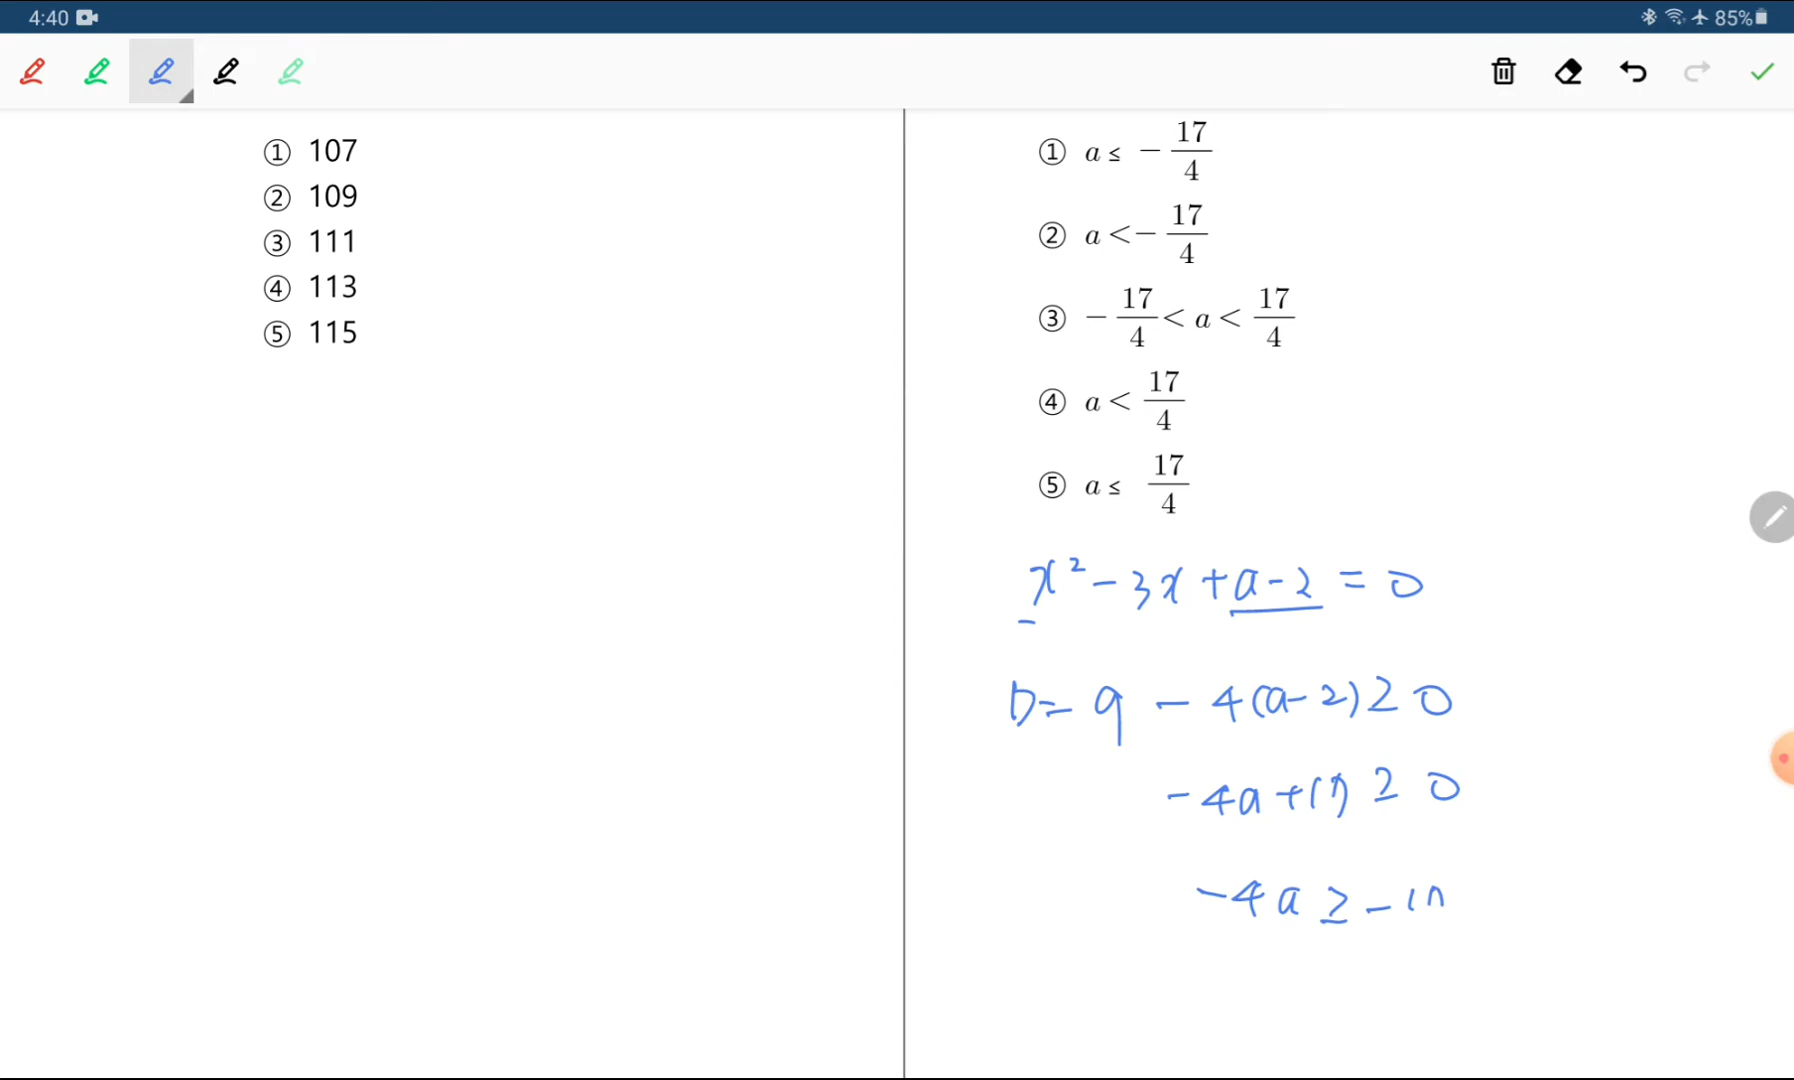 4:40 85%
① 107
② 109
③ 111
④ 113
⑤ 115
① a ≤ - 17/4
② a < - 17/4
③ - 17/4 < a < 17/4
④ a < 17/4
⑤ a ≤ 17/4
x² - 3x + a - 2 = 0
D = 9 - 4(a - 2) ≥ 0
- 4a + 17 ≥ 0
- 4a ≥ - 17